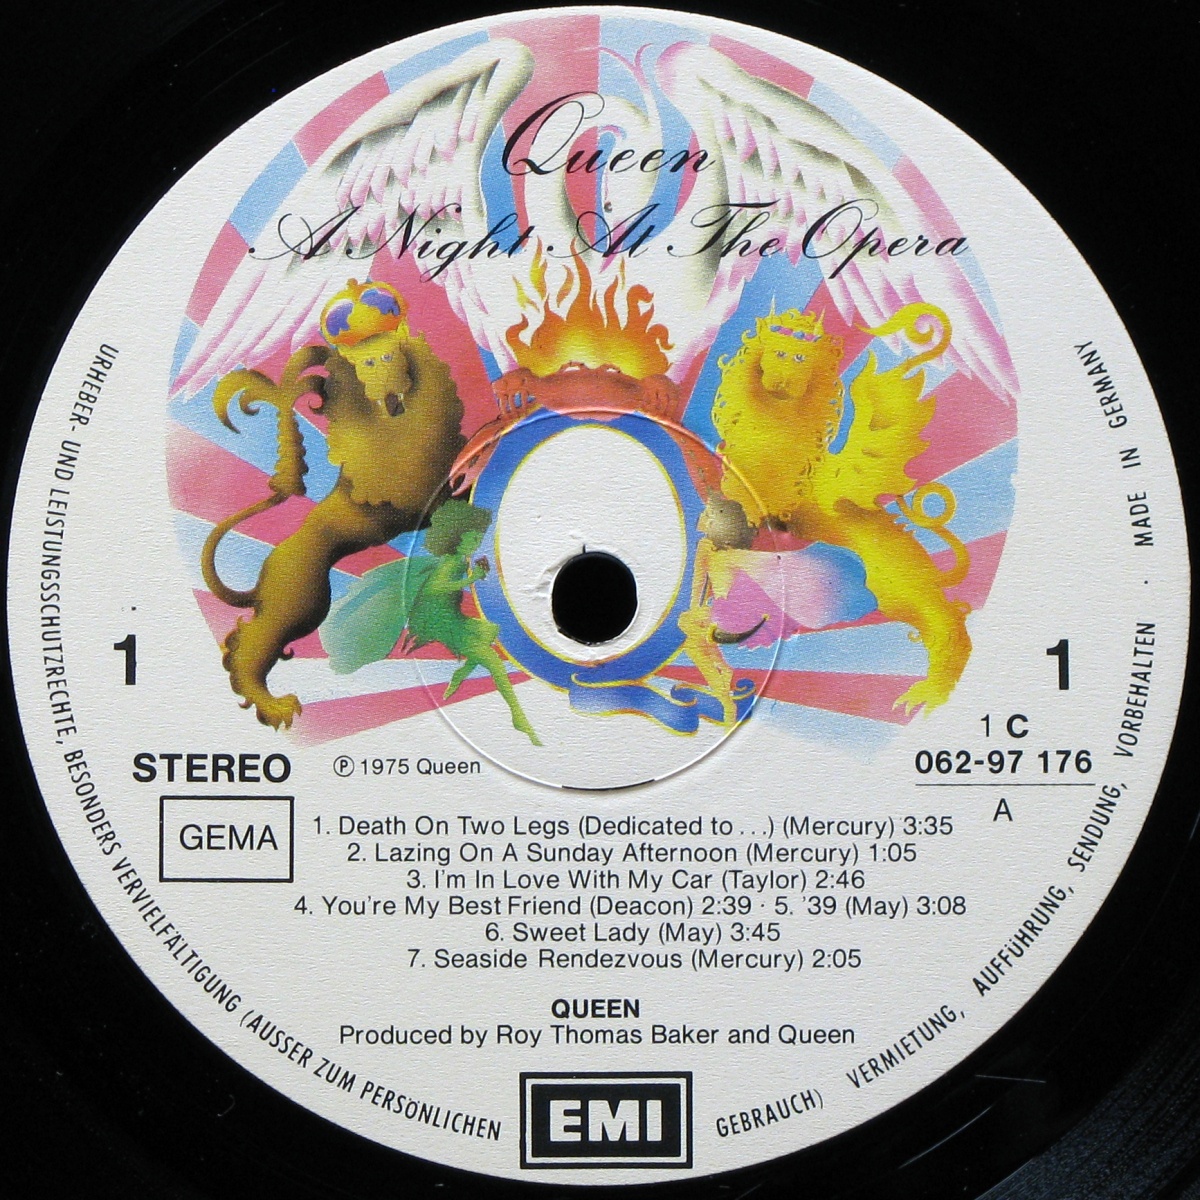 Queen
A Night At The Opera
1
1
STEREO
℗ 1975 Queen
1 C
062-97 176
A
GEMA
1. Death On Two Legs (Dedicated to ...) (Mercury) 3:35
2. Lazing On A Sunday Afternoon (Mercury) 1:05
3. I'm In Love With My Car (Taylor) 2:46
4. You're My Best Friend (Deacon) 2:39 · 5. '39 (May) 3:08
6. Sweet Lady (May) 3:45
7. Seaside Rendezvous (Mercury) 2:05
QUEEN
Produced by Roy Thomas Baker and Queen
EMI
URHEBER- UND LEISTUNGSSCHUTZRECHTE, BESONDERS VERVIELFÄLTIGUNG (AUSSER ZUM PERSÖNLICHEN GEBRAUCH) VERMIETUNG, AUFFÜHRUNG, SENDUNG, VORBEHALTEN · MADE IN GERMANY